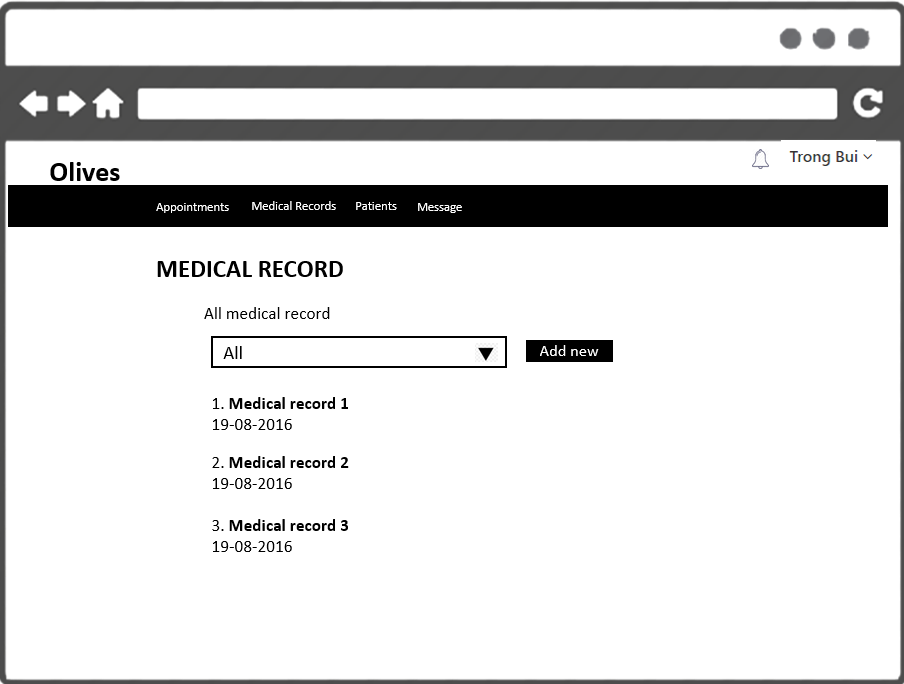 Trong Bui
Olives
Appointments Medical Records Patients Message
MEDICAL RECORD
All medical record
All
Add new
1. Medical record 1
19-08-2016
2. Medical record 2
19-08-2016
3. Medical record 3
19-08-2016